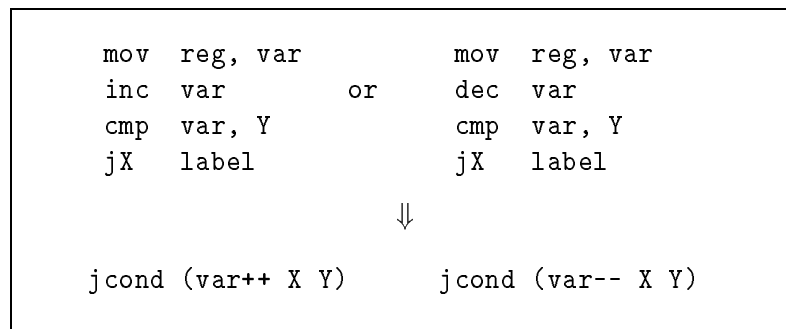 mov reg, var mov reg, var
inc var or dec var
cmp var, Y cmp var, Y
jX label jX label
⇓
jcond (var++ X Y) jcond (var-- X Y)